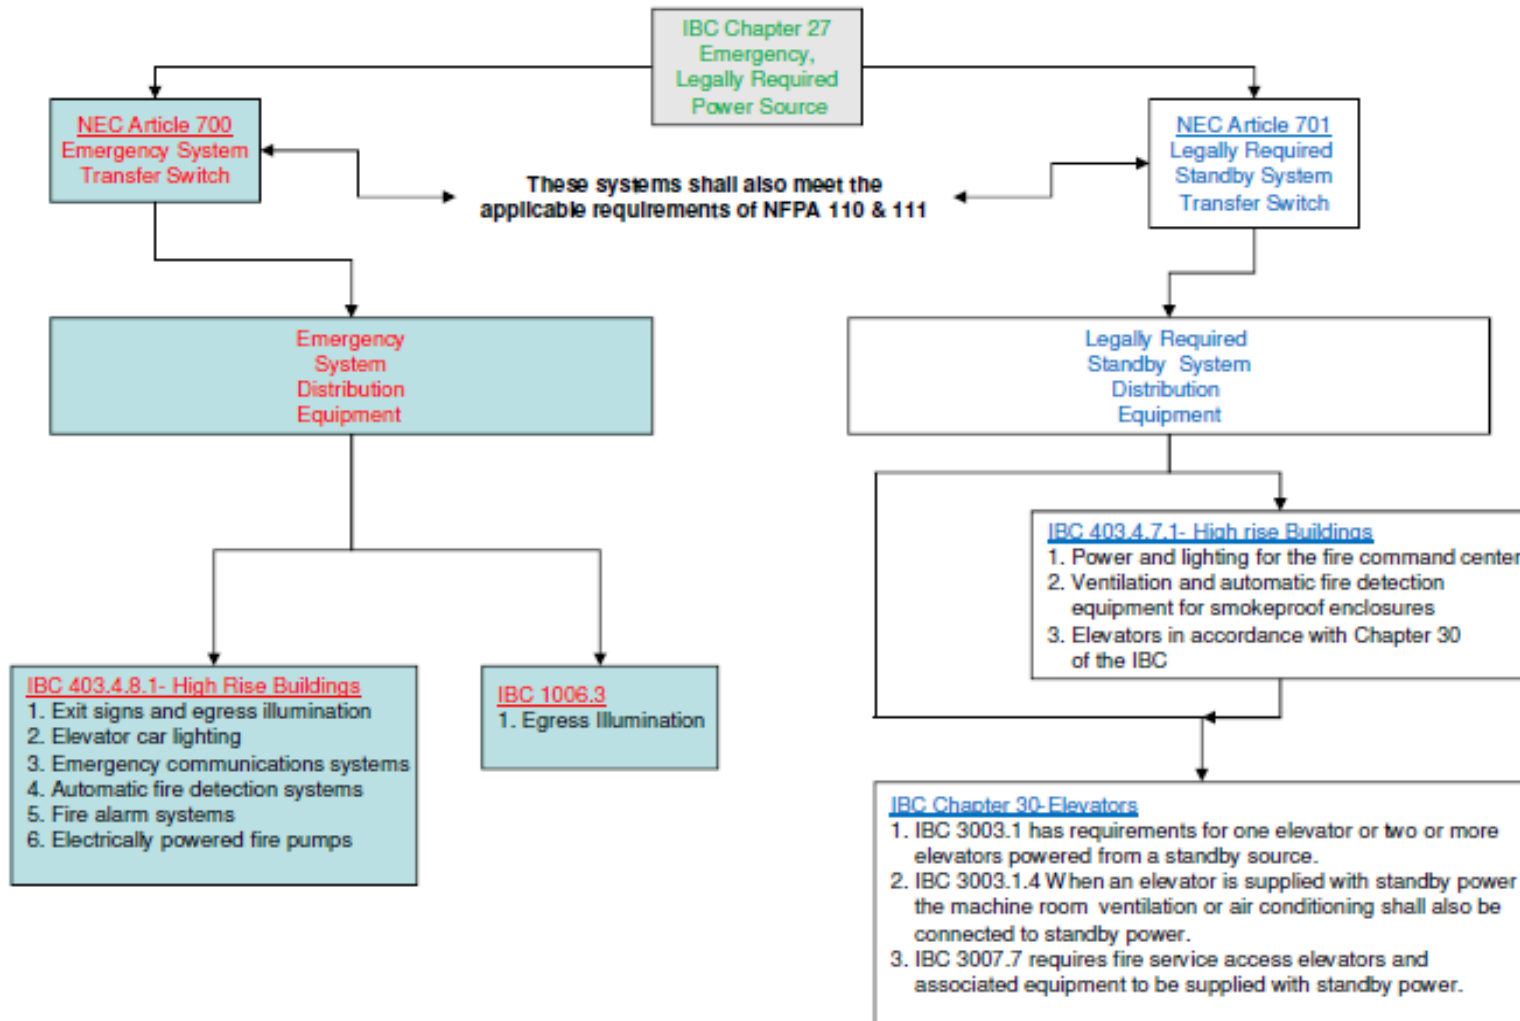 IBC Chapter 27
Emergency,
Legally Required
Power Source
NEC Article 700
Emergency System
Transfer Switch
NEC Article 701
Legally Required
Standby System
Transfer Switch
These systems shall also meet the
applicable requirements of NFPA 110 & 111
Emergency
System
Distribution
Equipment
Legally Required
Standby System
Distribution
Equipment
IBC 403.4.7.1- High rise Buildings
1. Power and lighting for the fire command center
2. Ventilation and automatic fire detection
equipment for smokeproof enclosures
3. Elevators in accordance with Chapter 30
of the IBC
IBC 403.4.8.1- High Rise Buildings
1. Exit signs and egress illumination
2. Elevator car lighting
3. Emergency communications systems
4. Automatic fire detection systems
5. Fire alarm systems
6. Electrically powered fire pumps
IBC 1006.3
1. Egress Illumination
IBC Chapter 30-Elevators
1. IBC 3003.1 has requirements for one elevator or two or more
elevators powered from a standby source.
2. IBC 3003.1.4 When an elevator is supplied with standby power
the machine room ventilation or air conditioning shall also be
connected to standby power.
3. IBC 3007.7 requires fire service access elevators and
associated equipment to be supplied with standby power.